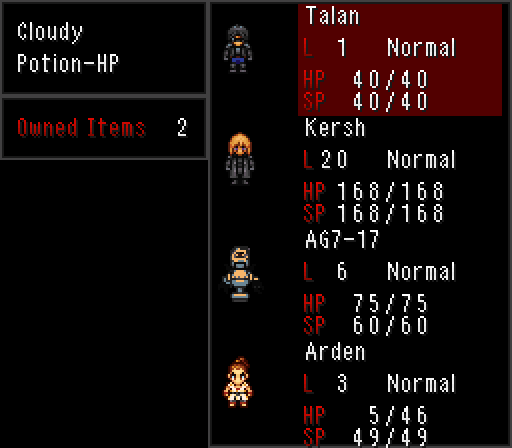 Cloudy
Potion-HP
Owned Items 2
Talan
L 1 Normal
HP 40/40
SP 40/40
Kersh
L 20 Normal
HP 168/168
SP 168/168
AG7-17
L 6 Normal
HP 75/75
SP 60/60
Arden
L 3 Normal
HP 5/46
SP 49/49